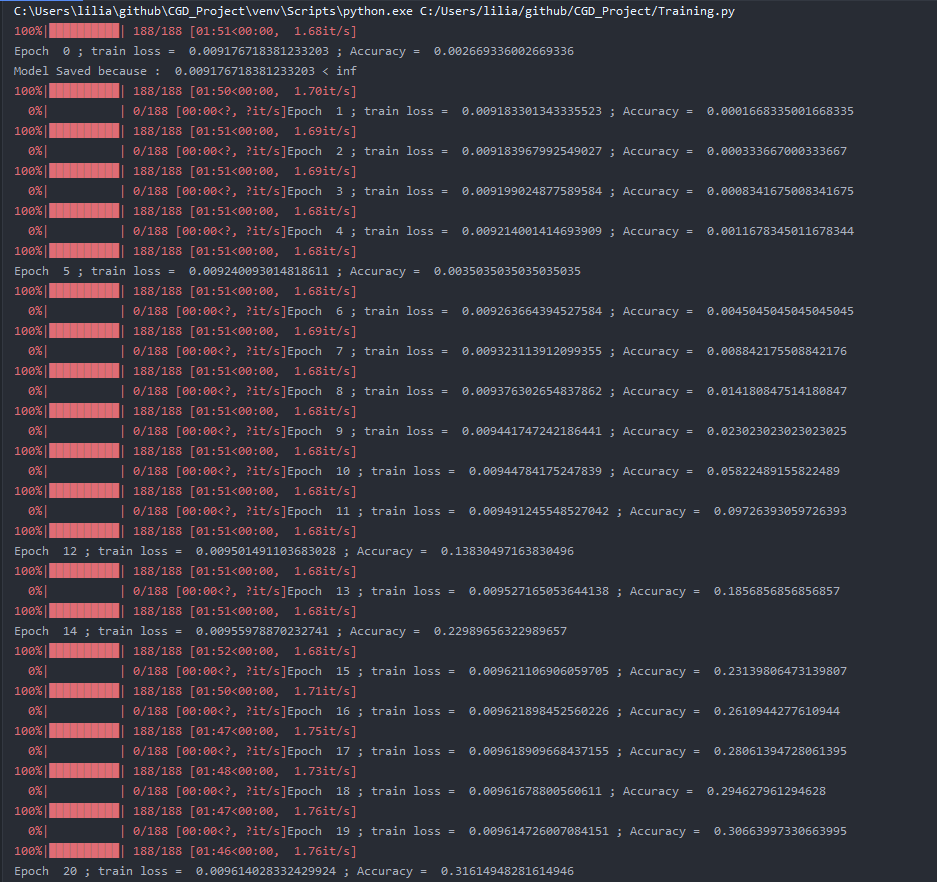 C:\Users\lilia\github\CGD_Project\venv\Scripts\python.exe C:/Users/lilia/github/CGD_Project/Training.py
100%|██████████| 188/188 [01:51<00:00,  1.68it/s]
Epoch  0 ; train loss =  0.009176718381233203 ; Accuracy =  0.002669336002669336
Model Saved because :  0.009176718381233203 < inf
100%|██████████| 188/188 [01:50<00:00,  1.70it/s]
  0%|          | 0/188 [00:00<?, ?it/s]Epoch  1 ; train loss =  0.009183301343335523 ; Accuracy =  0.0001668335001668335
100%|██████████| 188/188 [01:51<00:00,  1.69it/s]
  0%|          | 0/188 [00:00<?, ?it/s]Epoch  2 ; train loss =  0.009183967992549027 ; Accuracy =  0.000333667000333667
100%|██████████| 188/188 [01:51<00:00,  1.69it/s]
  0%|          | 0/188 [00:00<?, ?it/s]Epoch  3 ; train loss =  0.009199024877589584 ; Accuracy =  0.0008341675008341675
100%|██████████| 188/188 [01:51<00:00,  1.68it/s]
  0%|          | 0/188 [00:00<?, ?it/s]Epoch  4 ; train loss =  0.009214001414693909 ; Accuracy =  0.0011678345011678344
100%|██████████| 188/188 [01:51<00:00,  1.68it/s]
Epoch  5 ; train loss =  0.009240093014818611 ; Accuracy =  0.0035035035035035035
100%|██████████| 188/188 [01:51<00:00,  1.68it/s]
  0%|          | 0/188 [00:00<?, ?it/s]Epoch  6 ; train loss =  0.009263664394527584 ; Accuracy =  0.0045045045045045045
100%|██████████| 188/188 [01:51<00:00,  1.69it/s]
  0%|          | 0/188 [00:00<?, ?it/s]Epoch  7 ; train loss =  0.009323113912099355 ; Accuracy =  0.008842175508842176
100%|██████████| 188/188 [01:51<00:00,  1.68it/s]
  0%|          | 0/188 [00:00<?, ?it/s]Epoch  8 ; train loss =  0.009376302654837862 ; Accuracy =  0.014180847514180847
100%|██████████| 188/188 [01:51<00:00,  1.68it/s]
  0%|          | 0/188 [00:00<?, ?it/s]Epoch  9 ; train loss =  0.009441747242186441 ; Accuracy =  0.023023023023023025
100%|██████████| 188/188 [01:51<00:00,  1.68it/s]
  0%|          | 0/188 [00:00<?, ?it/s]Epoch  10 ; train loss =  0.00944784175247839 ; Accuracy =  0.05822489155822489
100%|██████████| 188/188 [01:51<00:00,  1.68it/s]
  0%|          | 0/188 [00:00<?, ?it/s]Epoch  11 ; train loss =  0.009491245548527042 ; Accuracy =  0.09726393059726393
100%|██████████| 188/188 [01:51<00:00,  1.68it/s]
Epoch  12 ; train loss =  0.009501491103683028 ; Accuracy =  0.13830497163830496
100%|██████████| 188/188 [01:51<00:00,  1.68it/s]
  0%|          | 0/188 [00:00<?, ?it/s]Epoch  13 ; train loss =  0.009527165053644138 ; Accuracy =  0.1856856856856857
100%|██████████| 188/188 [01:51<00:00,  1.68it/s]
Epoch  14 ; train loss =  0.00955978870232741 ; Accuracy =  0.22989656322989657
100%|██████████| 188/188 [01:52<00:00,  1.68it/s]
  0%|          | 0/188 [00:00<?, ?it/s]Epoch  15 ; train loss =  0.009621106906059705 ; Accuracy =  0.231398064731​39807
100%|██████████| 188/188 [01:50<00:00,  1.71it/s]
  0%|          | 0/188 [00:00<?, ?it/s]Epoch  16 ; train loss =  0.009621898452560226 ; Accuracy =  0.2610944277610944
100%|██████████| 188/188 [01:47<00:00,  1.75it/s]
  0%|          | 0/188 [00:00<?, ?it/s]Epoch  17 ; train loss =  0.009618909668437155 ; Accuracy =  0.28061394728061395
100%|██████████| 188/188 [01:48<00:00,  1.73it/s]
  0%|          | 0/188 [00:00<?, ?it/s]Epoch  18 ; train loss =  0.00961678800560611 ; Accuracy =  0.294627961294628
100%|██████████| 188/188 [01:47<00:00,  1.76it/s]
  0%|          | 0/188 [00:00<?, ?it/s]Epoch  19 ; train loss =  0.009614726007084151 ; Accuracy =  0.30663997330663995
100%|██████████| 188/188 [01:46<00:00,  1.76it/s]
Epoch  20 ; train loss =  0.009614028332429924 ; Accuracy =  0.31614948281614946